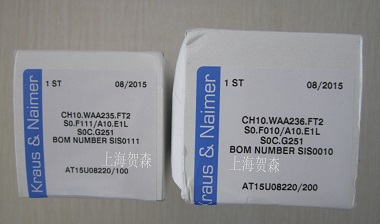 Kraus & Naimer
1 ST 08/2015
CH10.WAA235.FT2
S0.F111/A10.E1L
S0C.G251
BOM NUMBER SIS0111
上海贺森
AT15U08220/100
Kraus & Naimer
1 ST 08/2015
CH10.WAA236.FT2
S0.F010/A10.E1L
S0C.G251
BOM NUMBER SIS0010
上海贺森
AT15U08220/200